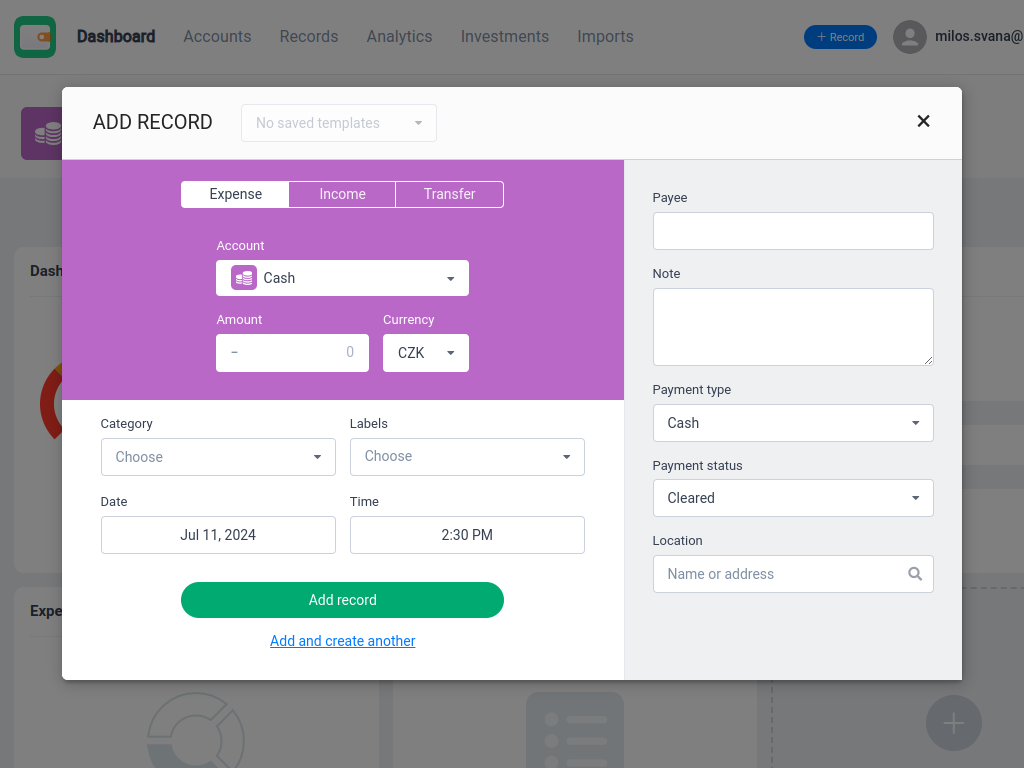 Dashboard Accounts Records Analytics Investments Imports + Record milos.svana@
ADD RECORD No saved templates
Expense Income Transfer
Account
Cash
Amount Currency
- 0 CZK
Category Labels
Choose Choose
Date Time
Jul 11, 2024 2:30 PM
Add record
Add and create another
Payee
Note
Payment type
Cash
Payment status
Cleared
Location
Name or address
Dash
Expe